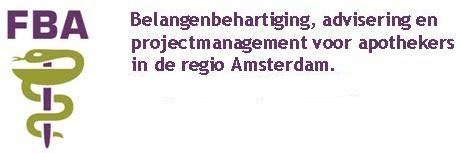 FBA
Belangenbehartiging, advisering en
projectmanagement voor apothekers
in de regio Amsterdam.